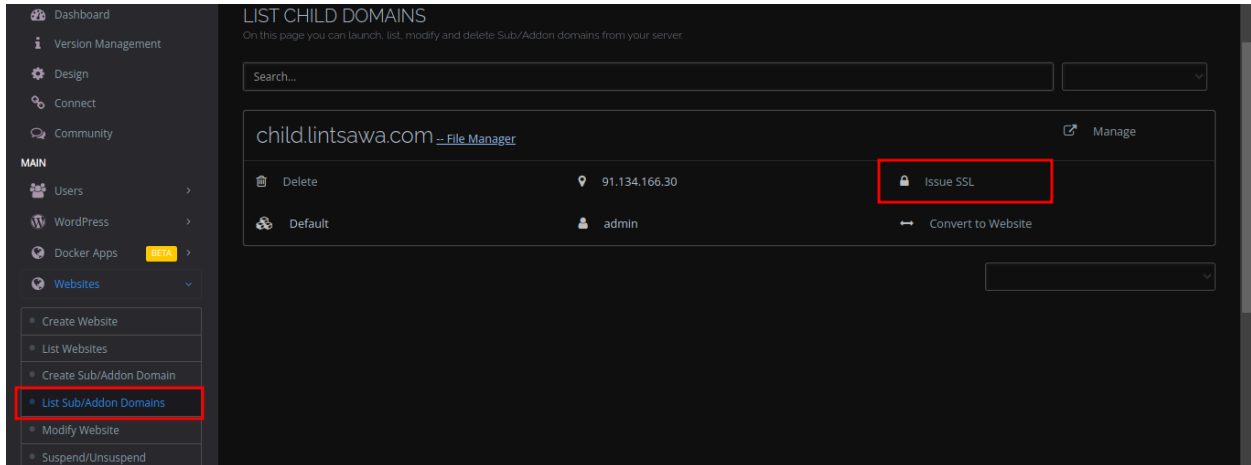 Dashboard
Version Management
Design
Connect
Community
MAIN
Users
WordPress
Docker Apps BETA
Websites
Create Website
List Websites
Create Sub/Addon Domain
List Sub/Addon Domains
Modify Website
Suspend/Unsuspend
LIST CHILD DOMAINS
On this page you can launch, list, modify and delete Sub/Addon domains from your server.
Search...
child.lintsawa.com -- File Manager
Manage
Delete 91.134.166.30 Issue SSL
Default admin Convert to Website